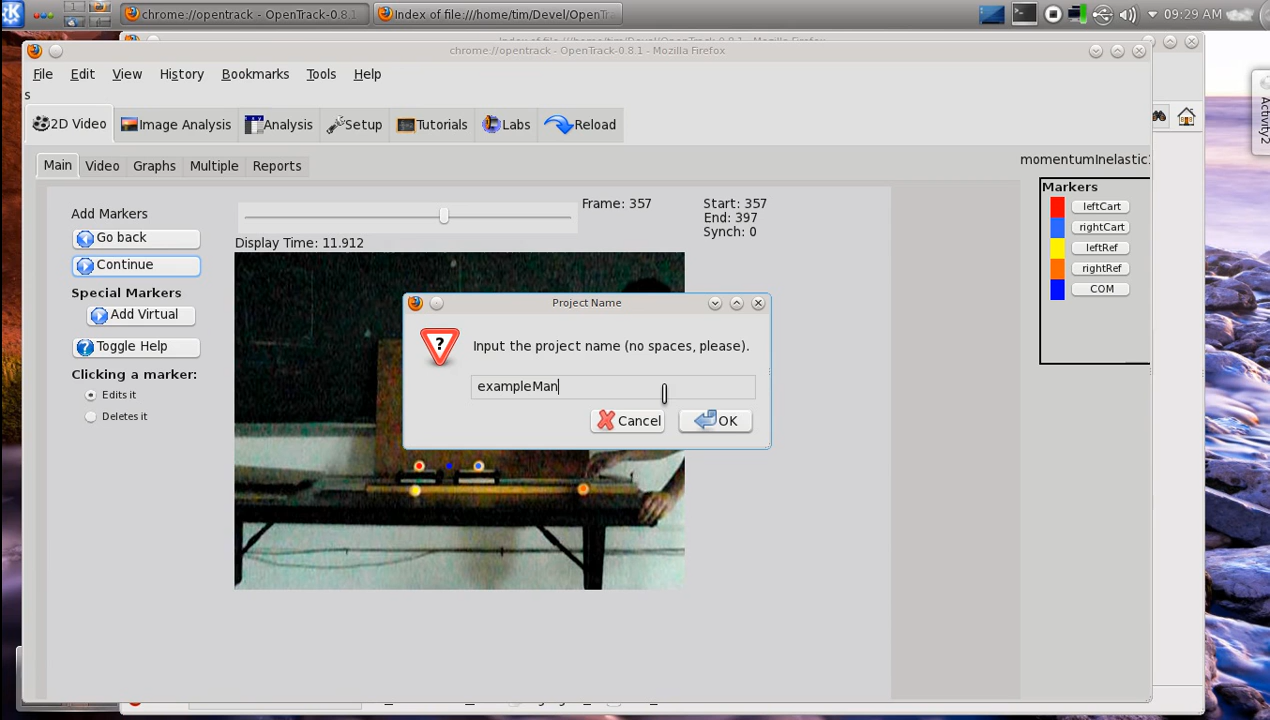 chrome://opentrack - OpenTrack-0.8.1
Index of file:///home/tim/Devel/OpenTr
09:29 AM
chrome://opentrack - OpenTrack-0.8.1 - Mozilla Firefox
File Edit View History Bookmarks Tools Help
s
2D Video Image Analysis Analysis Setup Tutorials Labs Reload
Activity2
Main Video Graphs Multiple Reports
momentumInelastic
Add Markers
Go back
Continue
Special Markers
Add Virtual
Toggle Help
Clicking a marker:
Edits it
Deletes it
Frame: 357
Start: 357
End: 397
Synch: 0
Display Time: 11.912
Markers
leftCart
rightCart
leftRef
rightRef
COM
Project Name
Input the project name (no spaces, please).
exampleMan
Cancel OK